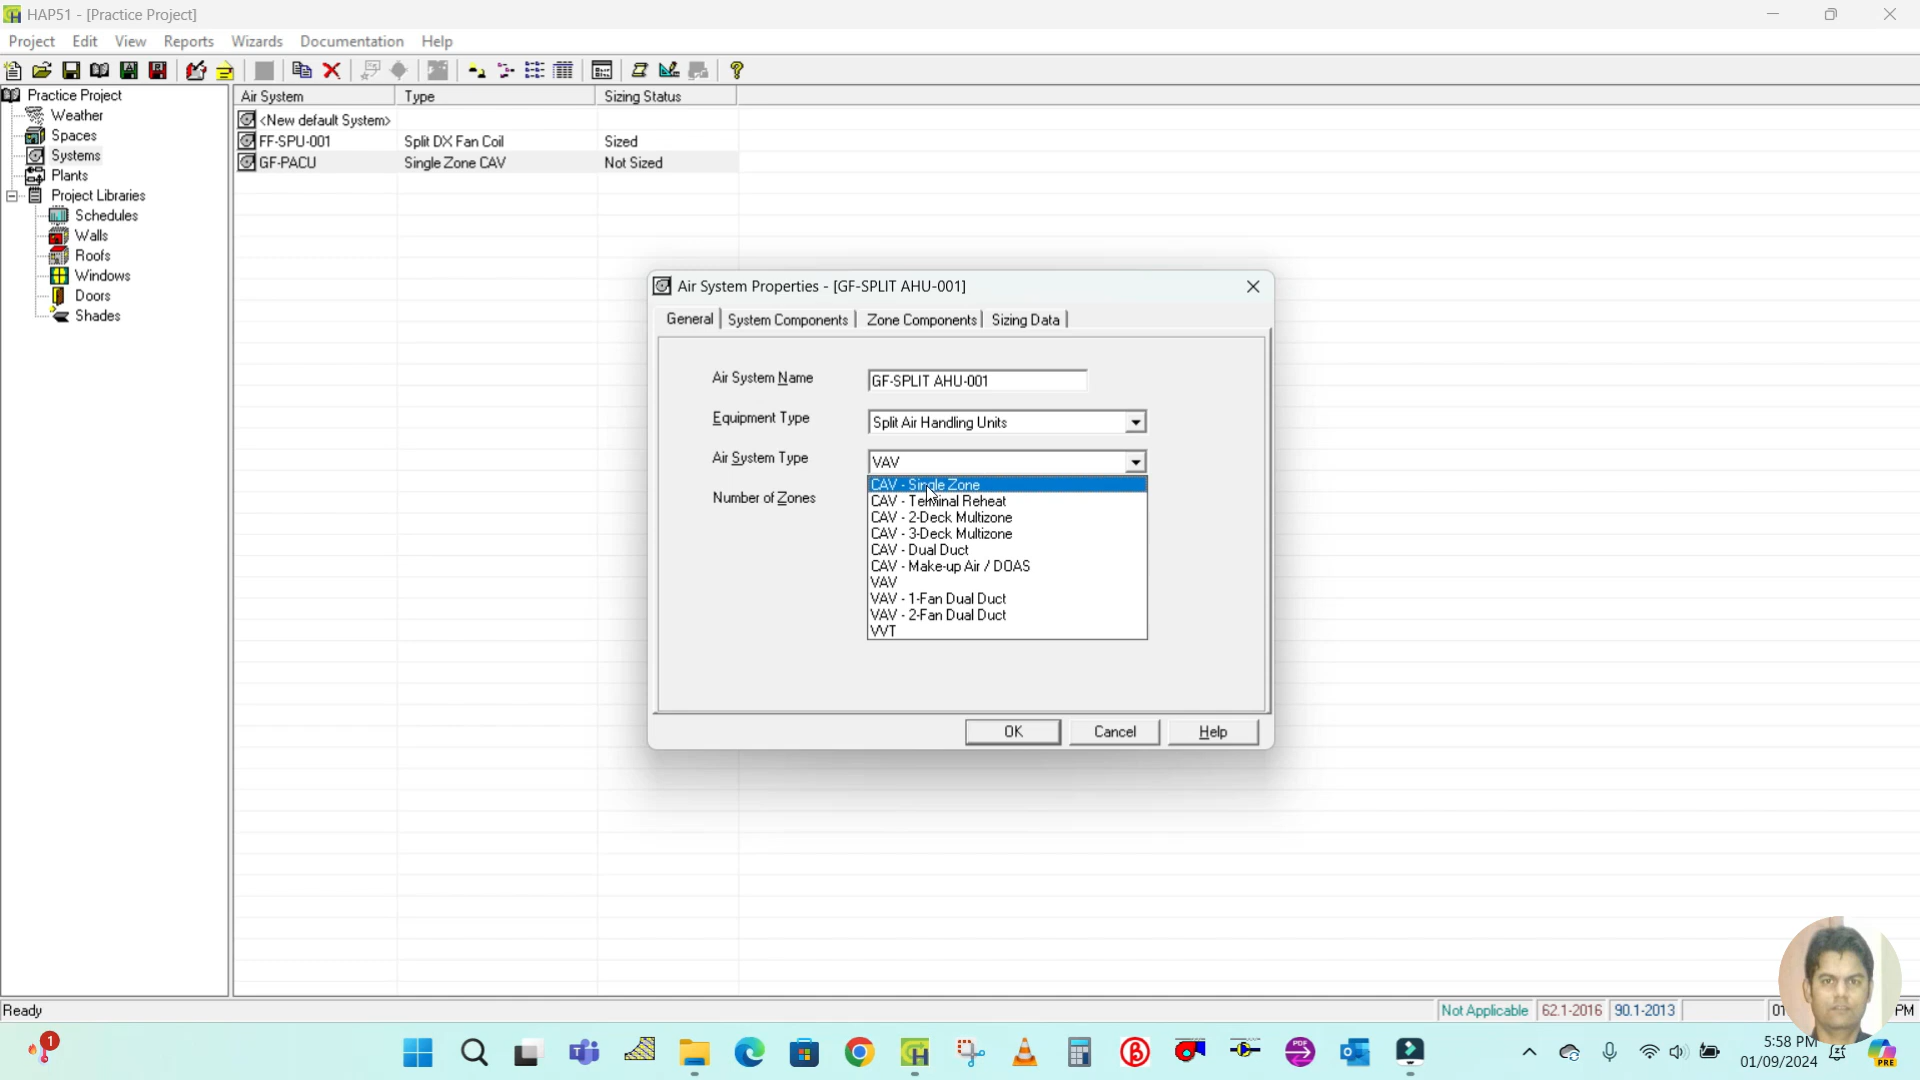 HAP51 - [Practice Project]
Project Edit View Reports Wizards Documentation Help
Practice Project
Weather
Spaces
Systems
Plants
Project Libraries
Schedules
Walls
Roofs
Windows
Doors
Shades
Air System Type Sizing Status
<New default System>
FF-SPU-001 Split DX Fan Coil Sized
GF-PACU Single Zone CAV Not Sized
Air System Properties - [GF-SPLIT AHU-001]
General System Components Zone Components Sizing Data
Air System Name GF-SPLIT AHU-001
Equipment Type Split Air Handling Units
Air System Type VAV
Number of Zones
CAV - Single Zone
CAV - Terminal Reheat
CAV - 2-Deck Multizone
CAV - 3-Deck Multizone
CAV - Dual Duct
CAV - Make-up Air / DOAS
VAV
VAV - 1-Fan Dual Duct
VAV - 2-Fan Dual Duct
VVT
OK Cancel Help
Ready Not Applicable 62.1-2016 90.1-2013 01 PM
1 PDF 5:58 PM
01/09/2024 PRE